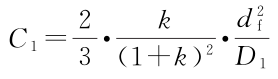 C₁ = 2/3 • k/(1+k)² • d_f²/D₁